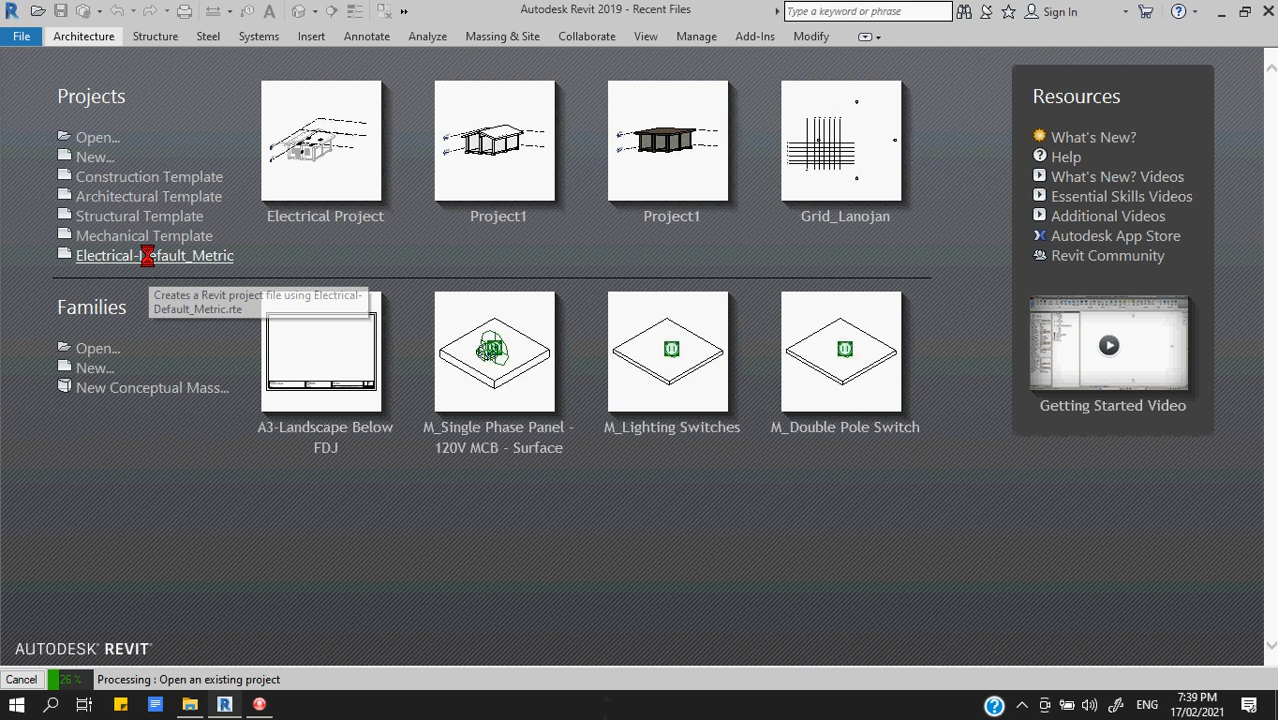 Autodesk Revit 2019 - Recent Files
Type a keyword or phrase
Sign In
File
Architecture
Structure
Steel
Systems
Insert
Annotate
Analyze
Massing & Site
Collaborate
View
Manage
Add-Ins
Modify
Projects
Open...
New...
Construction Template
Architectural Template
Structural Template
Mechanical Template
Electrical-Default_Metric
Creates a Revit project file using Electrical-
Default_Metric.rte
Electrical Project
Project1
Project1
Grid_Lanojan
Families
Open...
New...
New Conceptual Mass...
A3-Landscape Below
FDJ
M_Single Phase Panel -
120V MCB - Surface
M_Lighting Switches
M_Double Pole Switch
Resources
What's New?
Help
What's New? Videos
Essential Skills Videos
Additional Videos
Autodesk App Store
Revit Community
Getting Started Video
AUTODESK® REVIT®
Cancel
26 %
Processing : Open an existing project
ENG
7:39 PM
17/02/2021